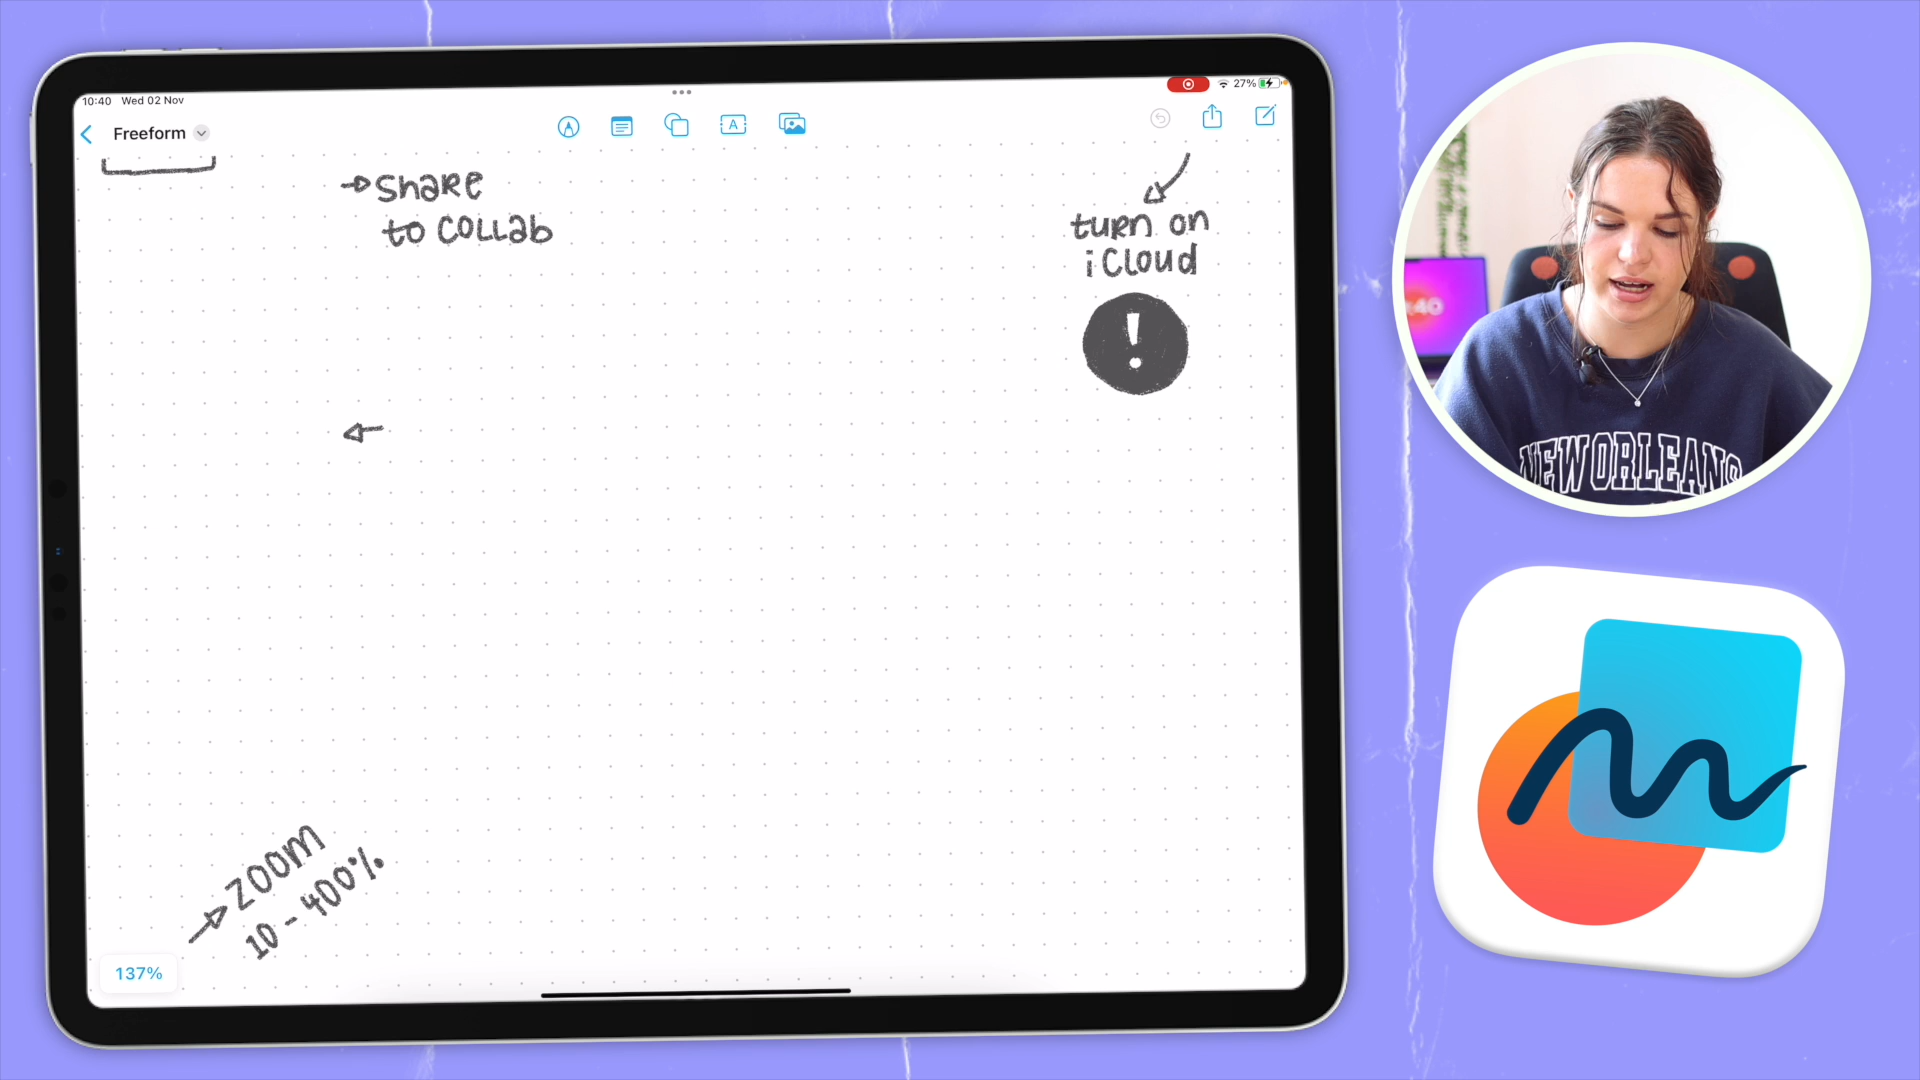 10:40 Wed 02 Nov
27%
Freeform
A
share
to collab
turn on
iCloud
!
zoom
10 - 400%
137%
:40
NEW ORLEANS